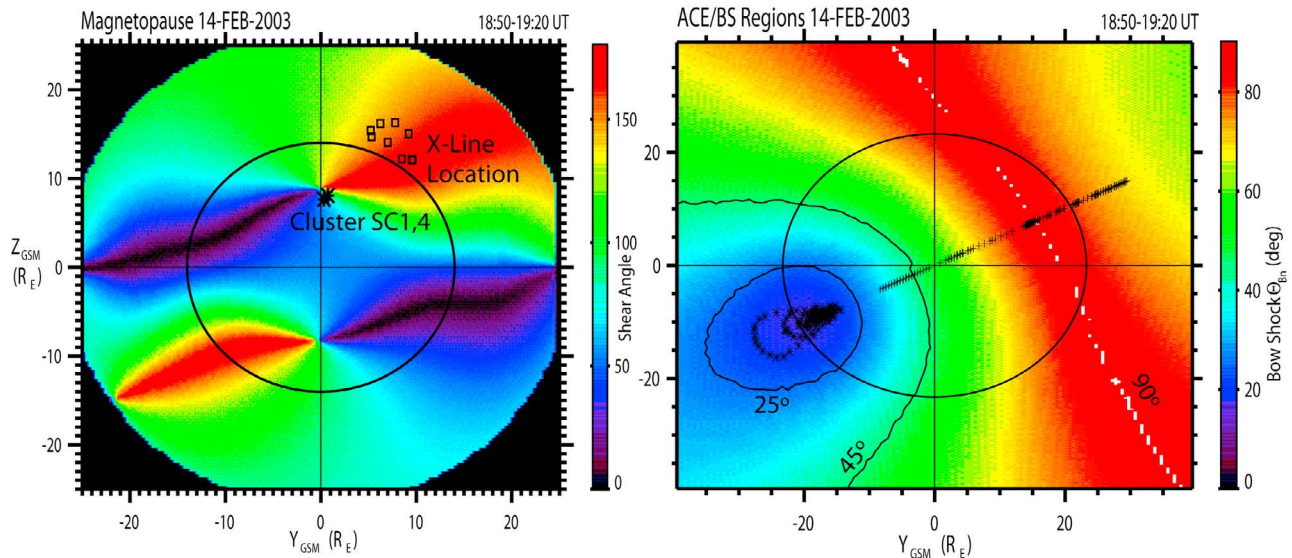 Magnetopause 14-FEB-2003 18:50-19:20 UT
20
10
0
-10
-20
Z GSM
(R E)
X-Line
Location
Cluster SC1,4
-20 -10 0 10 20
Y GSM (R E)
150
100
50
0
Shear Angle
ACE/BS Regions 14-FEB-2003 18:50-19:20 UT
20
0
-20
25º
45º
90º
-20 0 20
Y GSM (R E)
80
60
40
20
0
Bow Shock Θ Bn (deg)